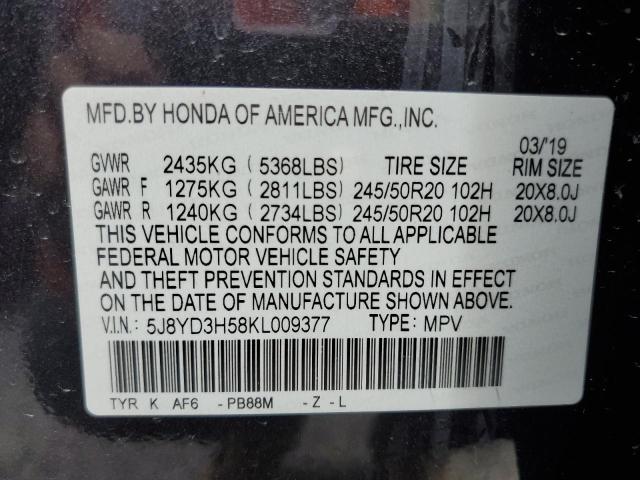 MFD.BY HONDA OF AMERICA MFG.,INC.
03/'19
GVWR 2435KG ( 5368LBS) TIRE SIZE RIM SIZE
GAWR F 1275KG ( 2811LBS) 245/50R20 102H 20X8.0J
GAWR R 1240KG ( 2734LBS) 245/50R20 102H 20X8.0J
THIS VEHICLE CONFORMS TO ALL APPLICABLE
FEDERAL MOTOR VEHICLE SAFETY
AND THEFT PREVENTION STANDARDS IN EFFECT
ON THE DATE OF MANUFACTURE SHOWN ABOVE.
V.I.N.: 5J8YD3H58KL009377 TYPE: MPV
TYR K AF6 -PB88M -Z-L